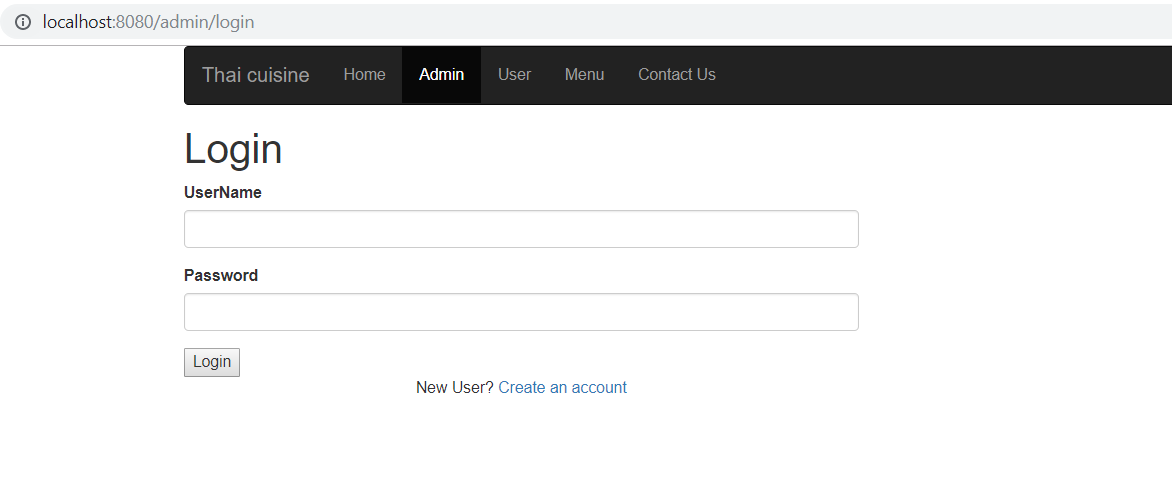 localhost:8080/admin/login
Thai cuisine Home Admin User Menu Contact Us
Login
UserName
Password
Login
New User? Create an account